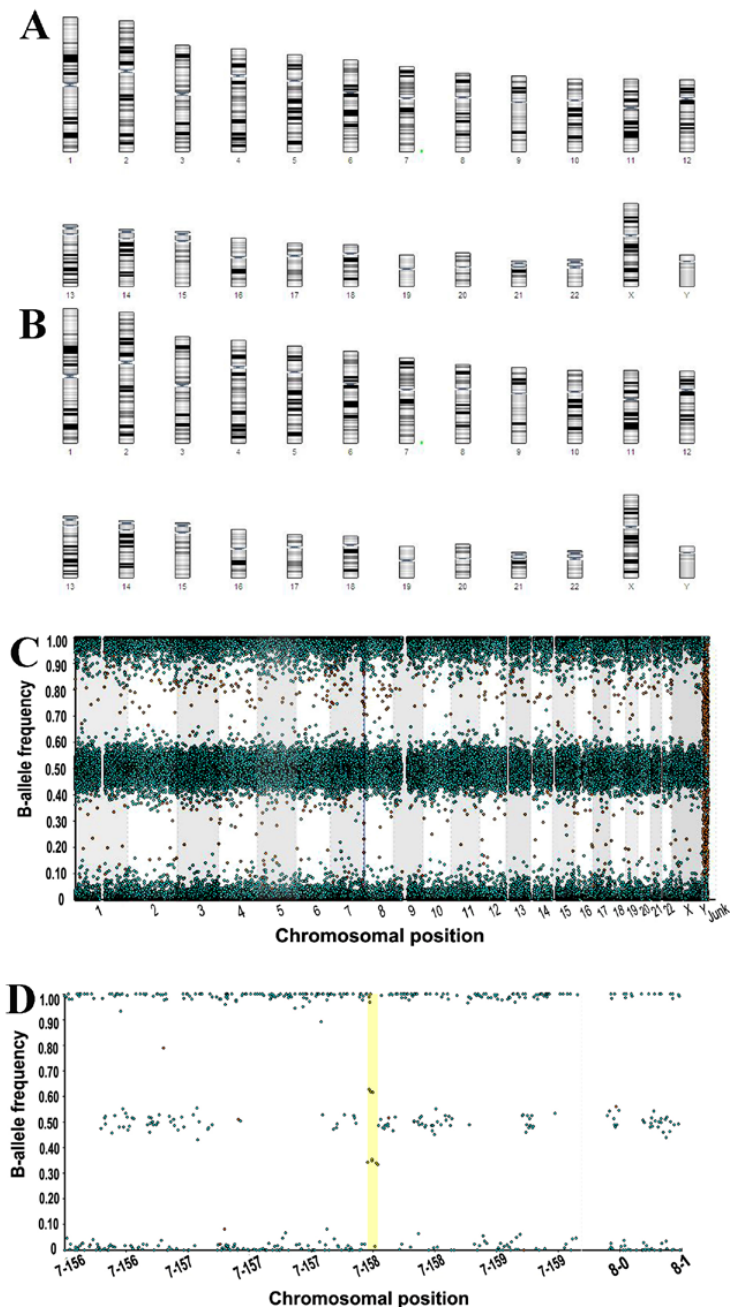 A
1 2 3 4 5 6 7 8 9 10 11 12
13 14 15 16 17 18 19 20 21 22 X Y
B
1 2 3 4 5 6 7 8 9 10 11 12
13 14 15 16 17 18 19 20 21 22 X Y
C
B-allele frequency
1.00
0.90
0.80
0.70
0.60
0.50
0.40
0.30
0.20
0.10
0
1 2 3 4 5 6 7 8 9 10 11 12 13 14 15 16 17 18 19 20 21 22 X Y Junk
Chromosomal position
D
B-allele frequency
1.00
0.90
0.80
0.70
0.60
0.50
0.40
0.30
0.20
0.10
0
7-156 7-156 7-157 7-157 7-157 7-158 7-158 7-159 7-159 8-0 8-1
Chromosomal position